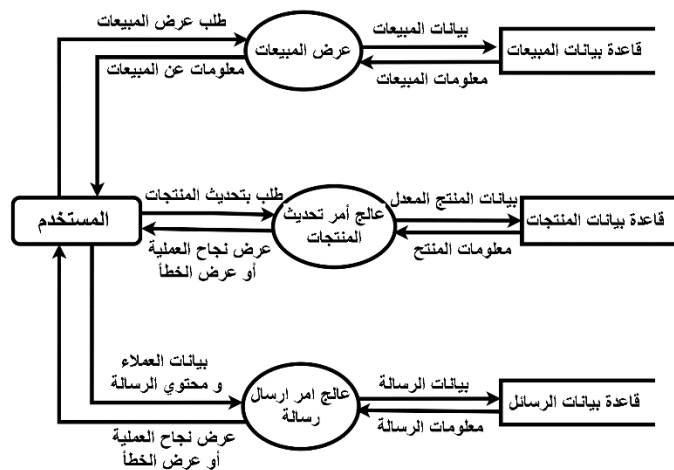 طلب عرض المبيعات
معلومات عن المبيعات
عرض المبيعات
بيانات المبيعات
معلومات المبيعات
قاعدة بيانات المبيعات
المستخدم
طلب بتحديث المنتجات
عرض نجاح العملية
أو عرض الخطأ
عالج أمر تحديث
المنتجات
بيانات المنتج المعدل
معلومات المنتج
قاعدة بيانات المنتجات
بيانات العملاء
و محتوي الرسالة
عرض نجاح العملية
أو عرض الخطأ
عالج امر ارسال
رسالة
بيانات الرسالة
معلومات الرسالة
قاعدة بيانات الرسائل